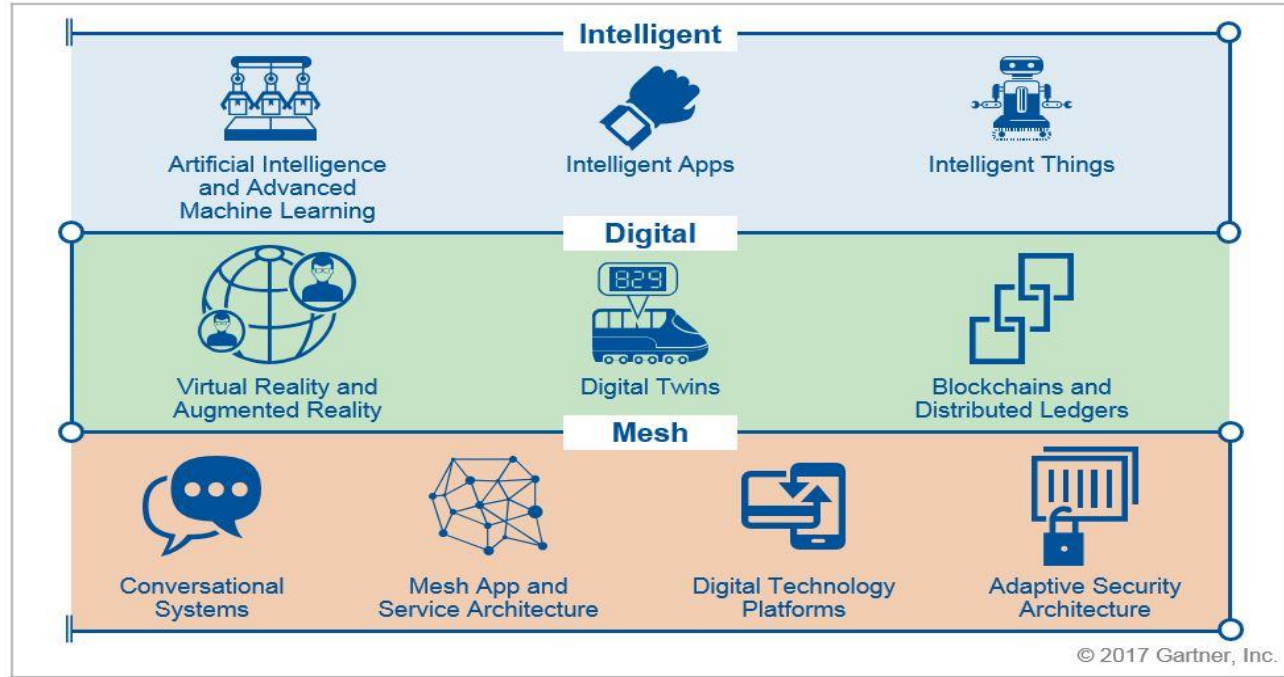 Intelligent
Artificial Intelligence
and Advanced
Machine Learning
Intelligent Apps
Intelligent Things
Digital
829
Virtual Reality and
Augmented Reality
Digital Twins
Blockchains and
Distributed Ledgers
Mesh
Conversational
Systems
Mesh App and
Service Architecture
Digital Technology
Platforms
Adaptive Security
Architecture
© 2017 Gartner, Inc.